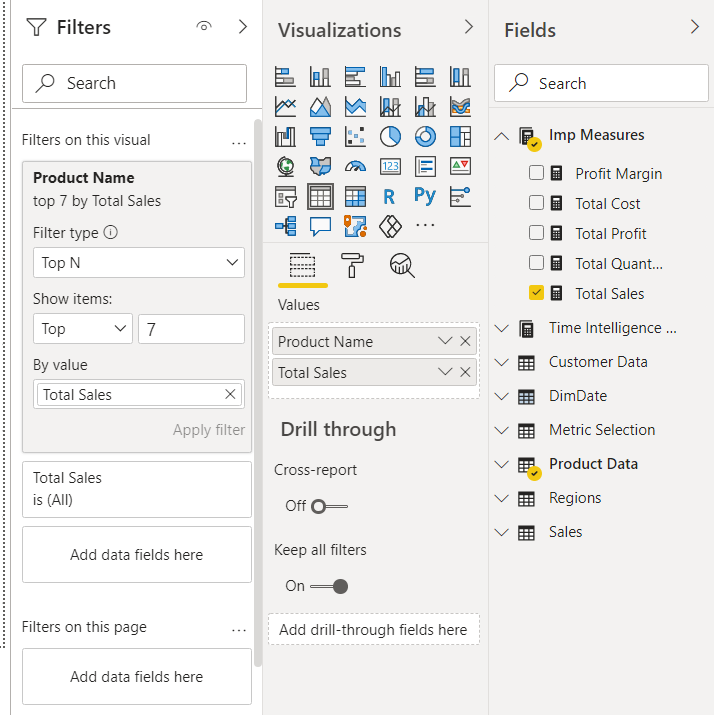 Filters
Search
Filters on this visual
...
Product Name
top 7 by Total Sales
Filter type
Top N
Show items:
Top
7
By value
Total Sales
Apply filter
Total Sales
is (All)
Add data fields here
Filters on this page
...
Add data fields here
Visualizations
123
R
Py
...
Values
Product Name
Total Sales
Drill through
Cross-report
Off
Keep all filters
On
Add drill-through fields here
Fields
Search
Imp Measures
Profit Margin
Total Cost
Total Profit
Total Quant...
Total Sales
Time Intelligence ...
Customer Data
DimDate
Metric Selection
Product Data
Regions
Sales